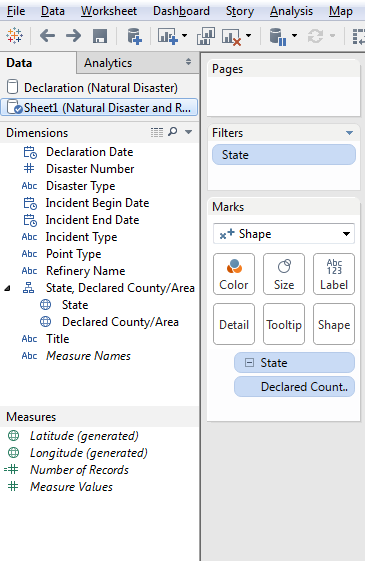 File Data Worksheet Dashboard Story Analysis Map
Data Analytics
Declaration (Natural Disaster)
Sheet1 (Natural Disaster and R...
Dimensions
Declaration Date
# Disaster Number
Abc Disaster Type
Incident Begin Date
Incident End Date
Abc Incident Type
Abc Point Type
Abc Refinery Name
State, Declared County/Area
State
Declared County/Area
Abc Title
Abc Measure Names
Measures
Latitude (generated)
Longitude (generated)
=# Number of Records
# Measure Values
Pages
Filters
State
Marks
Shape
Color Size Abc 123 Label
Detail Tooltip Shape
State
Declared Count..